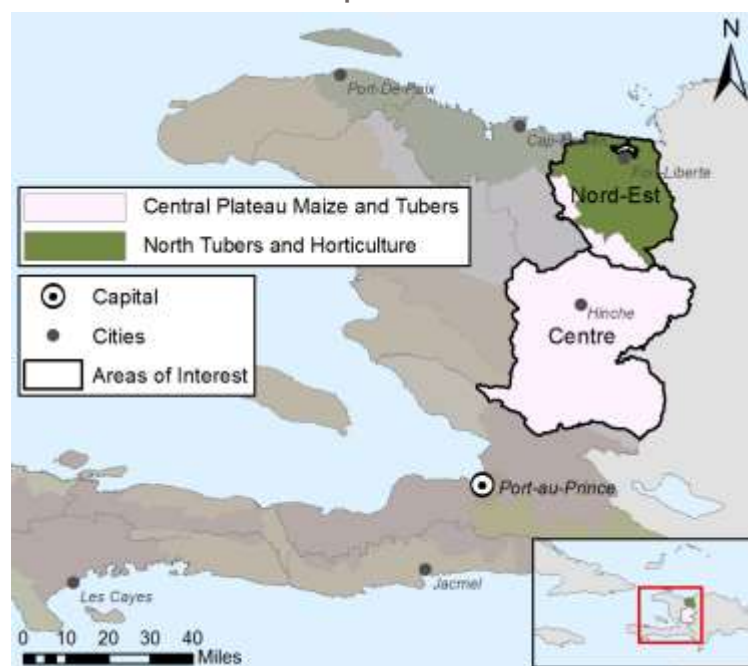 N
Port-De-Paix
Fort-Liberte
Nord-Est
Central Plateau Maize and Tubers
North Tubers and Horticulture
Capital
Cities
Areas of Interest
Hinche
Centre
Port-au-Prince
Les Cayes
Jacmel
0 10 20 30 40
Miles